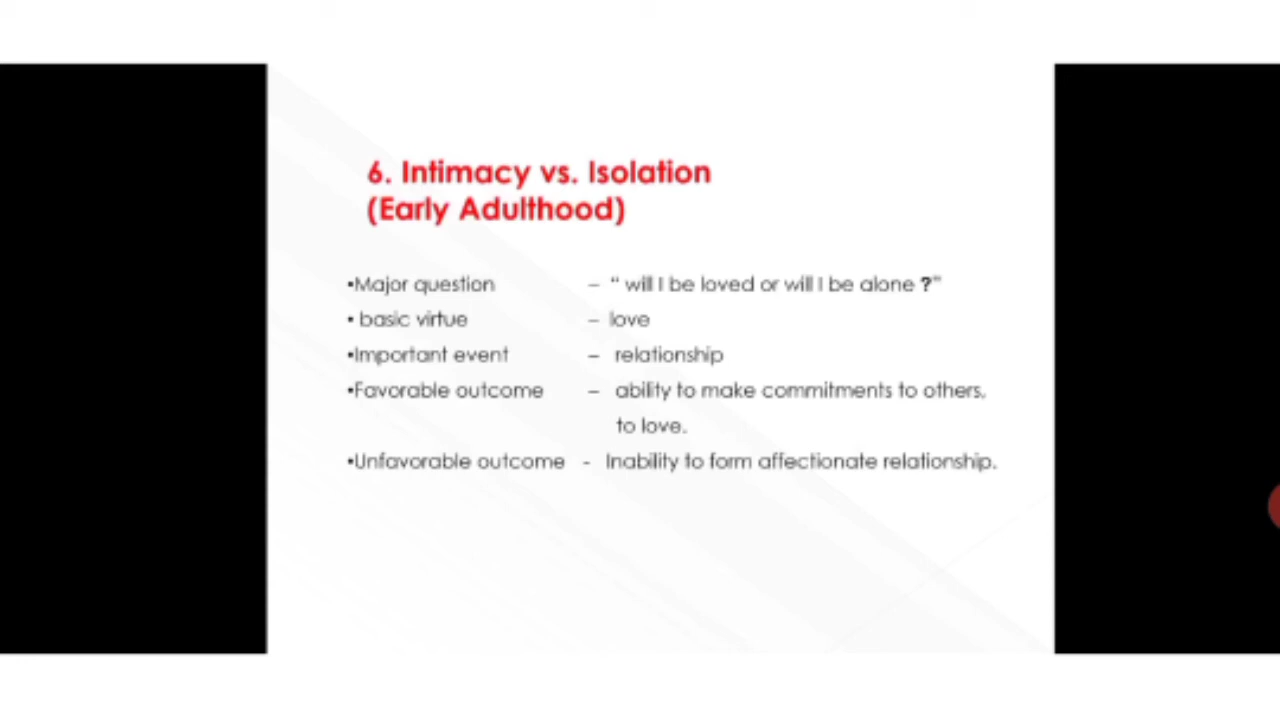 6. Intimacy vs. Isolation
(Early Adulthood)
•Major question – “ will I be loved or will I be alone ?”
• basic virtue – love
•Important event – relationship
•Favorable outcome – ability to make commitments to others,
to love.
•Unfavorable outcome - Inability to form affectionate relationship.